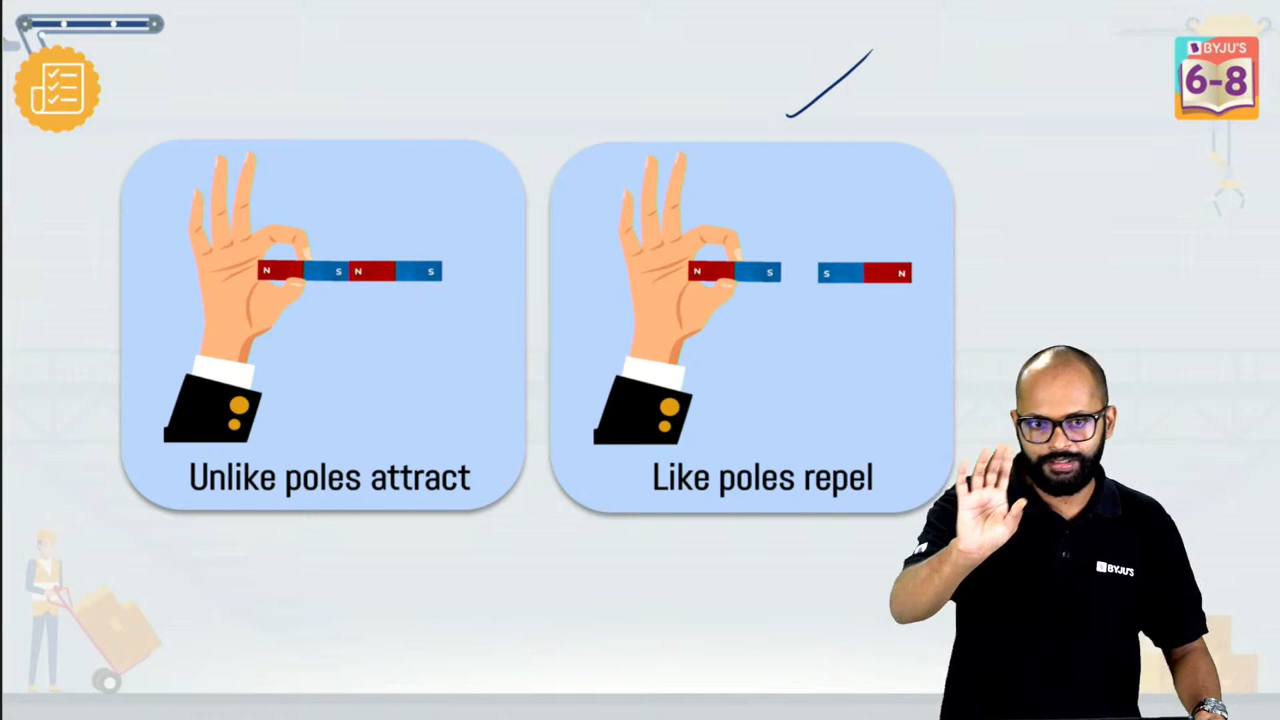 BYJU'S
6-8
N S N S
N S S N
Unlike poles attract
Like poles repel
BYJU'S